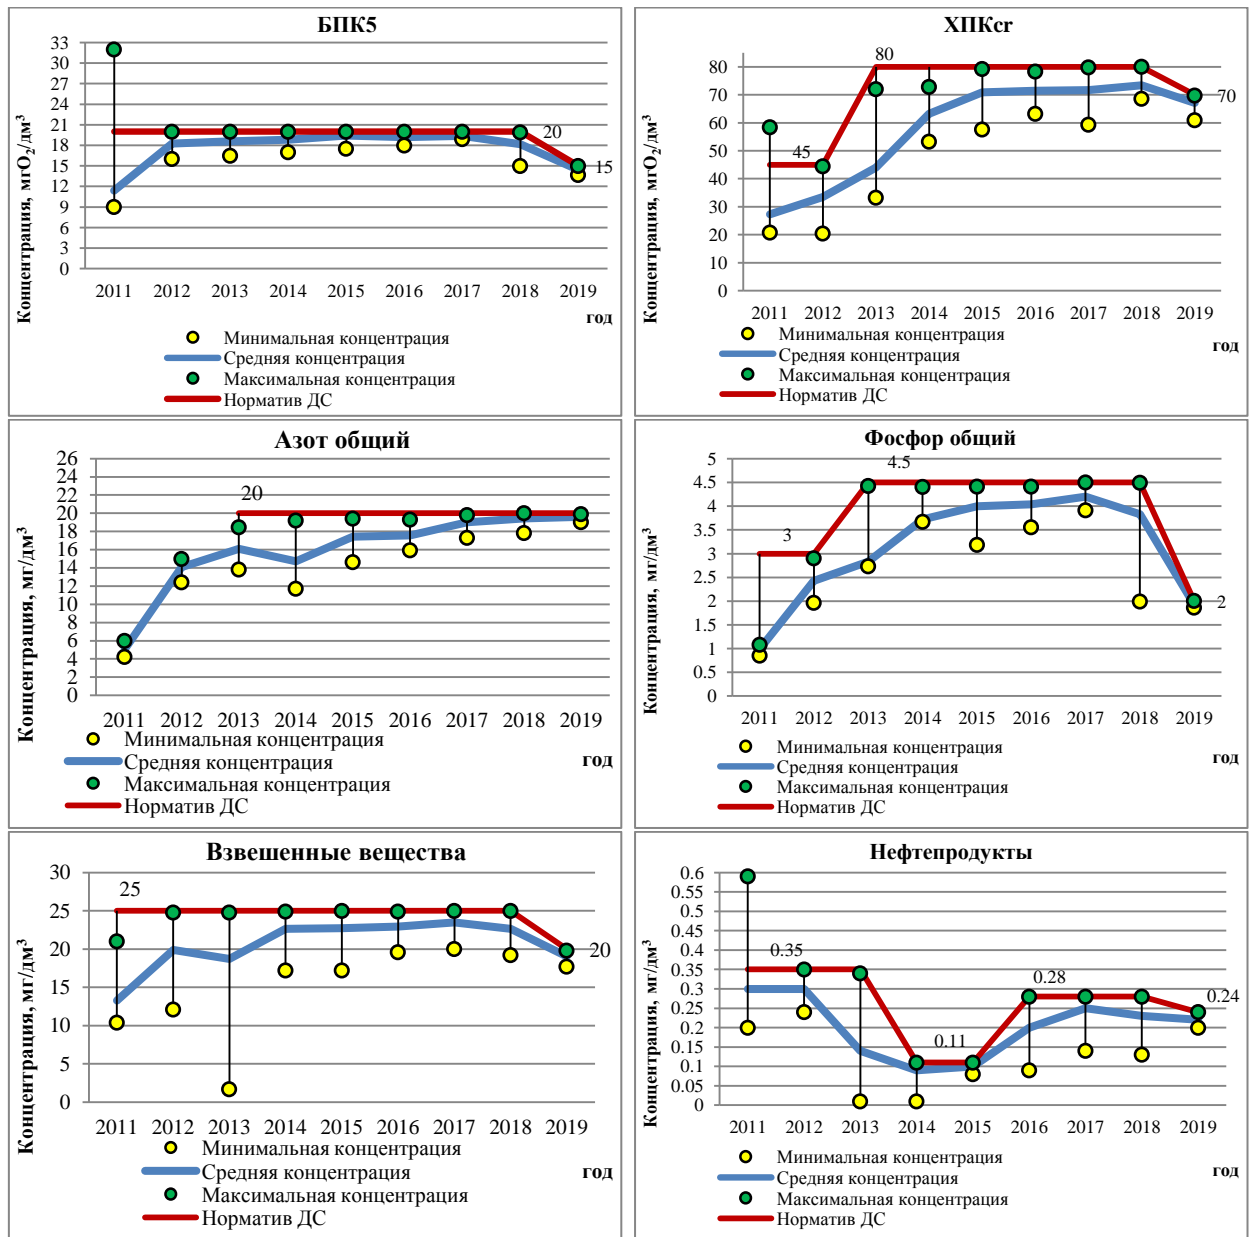 БПК5
Концентрация, мгО₂/дм³
33
30
27
24
21
18
15
12
9
6
3
0
20
15
2011 2012 2013 2014 2015 2016 2017 2018 2019
год
Минимальная концентрация
Средняя концентрация
Максимальная концентрация
Норматив ДС
ХПКcr
Концентрация, мгО₂/дм³
80
70
60
50
40
30
20
10
0
80
45
70
2011 2012 2013 2014 2015 2016 2017 2018 2019
год
Минимальная концентрация
Средняя концентрация
Максимальная концентрация
Норматив ДС
Азот общий
Концентрация, мг/дм³
26
24
22
20
18
16
14
12
10
8
6
4
2
0
20
2011 2012 2013 2014 2015 2016 2017 2018 2019
год
Минимальная концентрация
Средняя концентрация
Максимальная концентрация
Норматив ДС
Фосфор общий
Концентрация, мг/дм³
5
4.5
4
3.5
3
2.5
2
1.5
1
0.5
0
4.5
3
2
2011 2012 2013 2014 2015 2016 2017 2018 2019
год
Минимальная концентрация
Средняя концентрация
Максимальная концентрация
Норматив ДС
Взвешенные вещества
Концентрация, мг/дм³
30
25
20
15
10
5
0
25
20
2011 2012 2013 2014 2015 2016 2017 2018 2019
год
Минимальная концентрация
Средняя концентрация
Максимальная концентрация
Норматив ДС
Нефтепродукты
Концентрация, мг/дм³
0.6
0.55
0.5
0.45
0.4
0.35
0.3
0.25
0.2
0.15
0.1
0.05
0
0.35
0.28
0.24
0.11
2011 2012 2013 2014 2015 2016 2017 2018 2019
год
Минимальная концентрация
Средняя концентрация
Максимальная концентрация
Норматив ДС